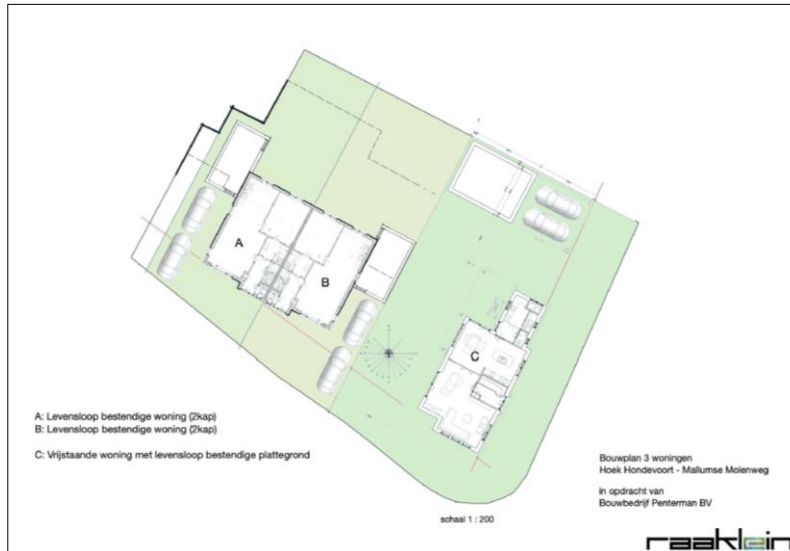 A
B
C
A: Levensloop bestendige woning (2kap)
B: Levensloop bestendige woning (2kap)
C: Vrijstaande woning met levensloop bestendige plattegrond
schaal 1 : 200
Bouwplan 3 woningen
Hoek Hondevoort - Mallumse Molenweg
in opdracht van
Bouwbedrijf Penterman BV
raaklein